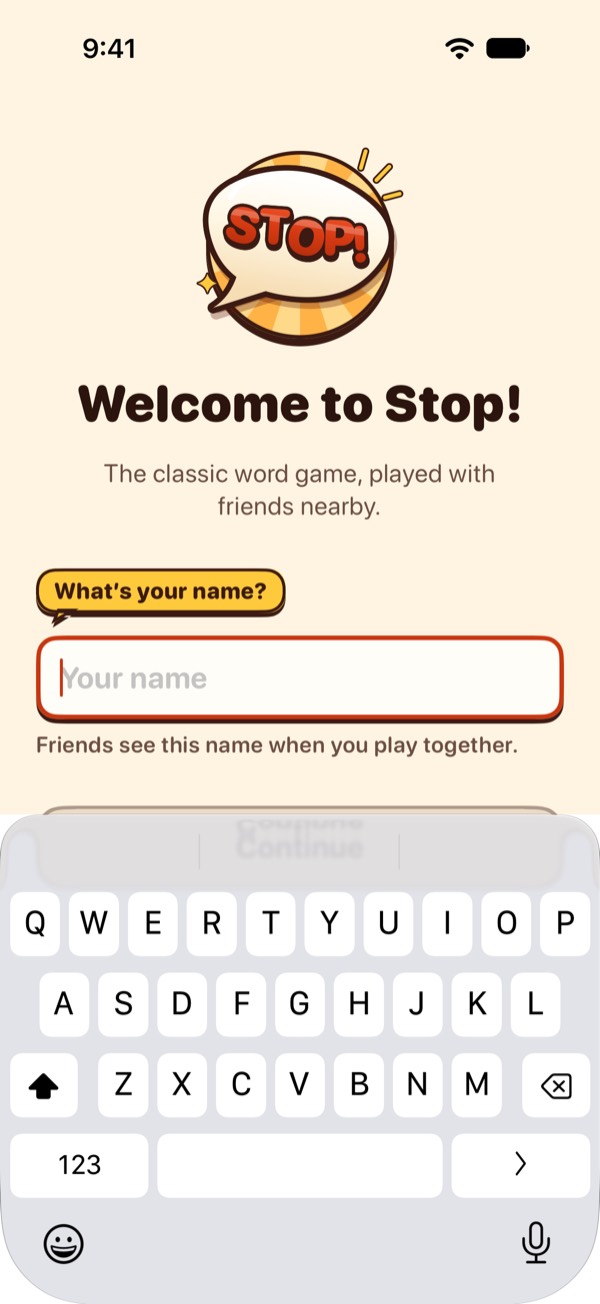 9:41
STOP!
Welcome to Stop!
The classic word game, played with
friends nearby.
What's your name?
Your name
Friends see this name when you play together.
Continue
Q W E R T Y U I O P
A S D F G H J K L
Z X C V B N M
123